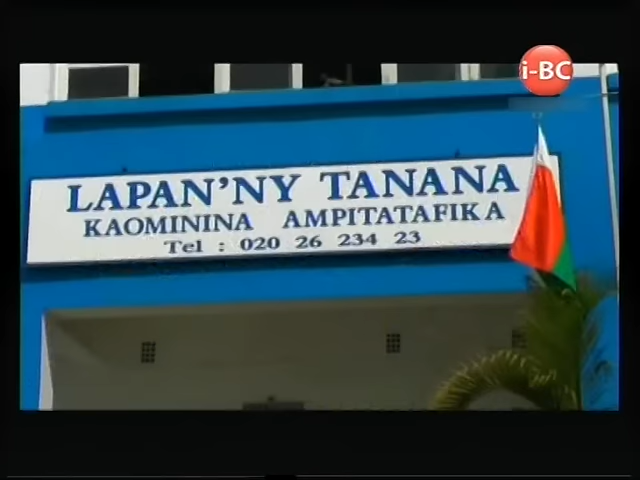 i-BC
LAPAN'NY TANANA
KAOMININA AMPITATAFIKA
Tel : 020 26 234 23